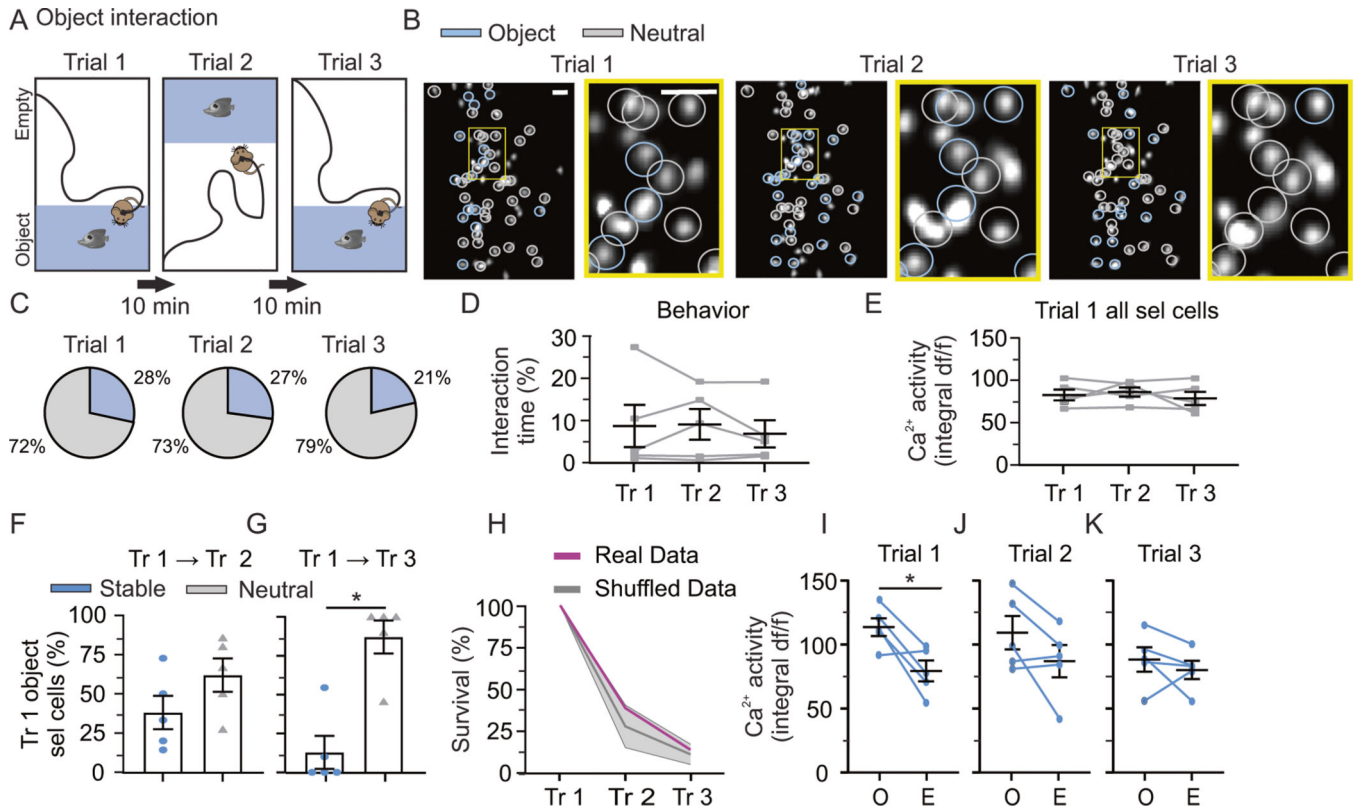 A Object interaction
Trial 1 Trial 2 Trial 3
Empty
Object
10 min 10 min
B Object Neutral
Trial 1 Trial 2 Trial 3
C
Trial 1 Trial 2 Trial 3
28% 27% 21%
72% 73% 79%
D Behavior
Interaction
time (%)
30
20
10
0
Tr 1 Tr 2 Tr 3
E Trial 1 all sel cells
Ca²⁺ activity
(integral df/f)
150
100
50
0
Tr 1 Tr 2 Tr 3
F G
Tr 1 → Tr 2 Tr 1 → Tr 3
Stable Neutral
*
Tr 1 object
sel cells (%)
100
75
50
25
0
H
Real Data
Shuffled Data
Survival (%)
100
75
50
25
0
Tr 1 Tr 2 Tr 3
I J K
Trial 1 Trial 2 Trial 3
*
Ca²⁺ activity
(integral df/f)
150
100
50
0
O E O E O E